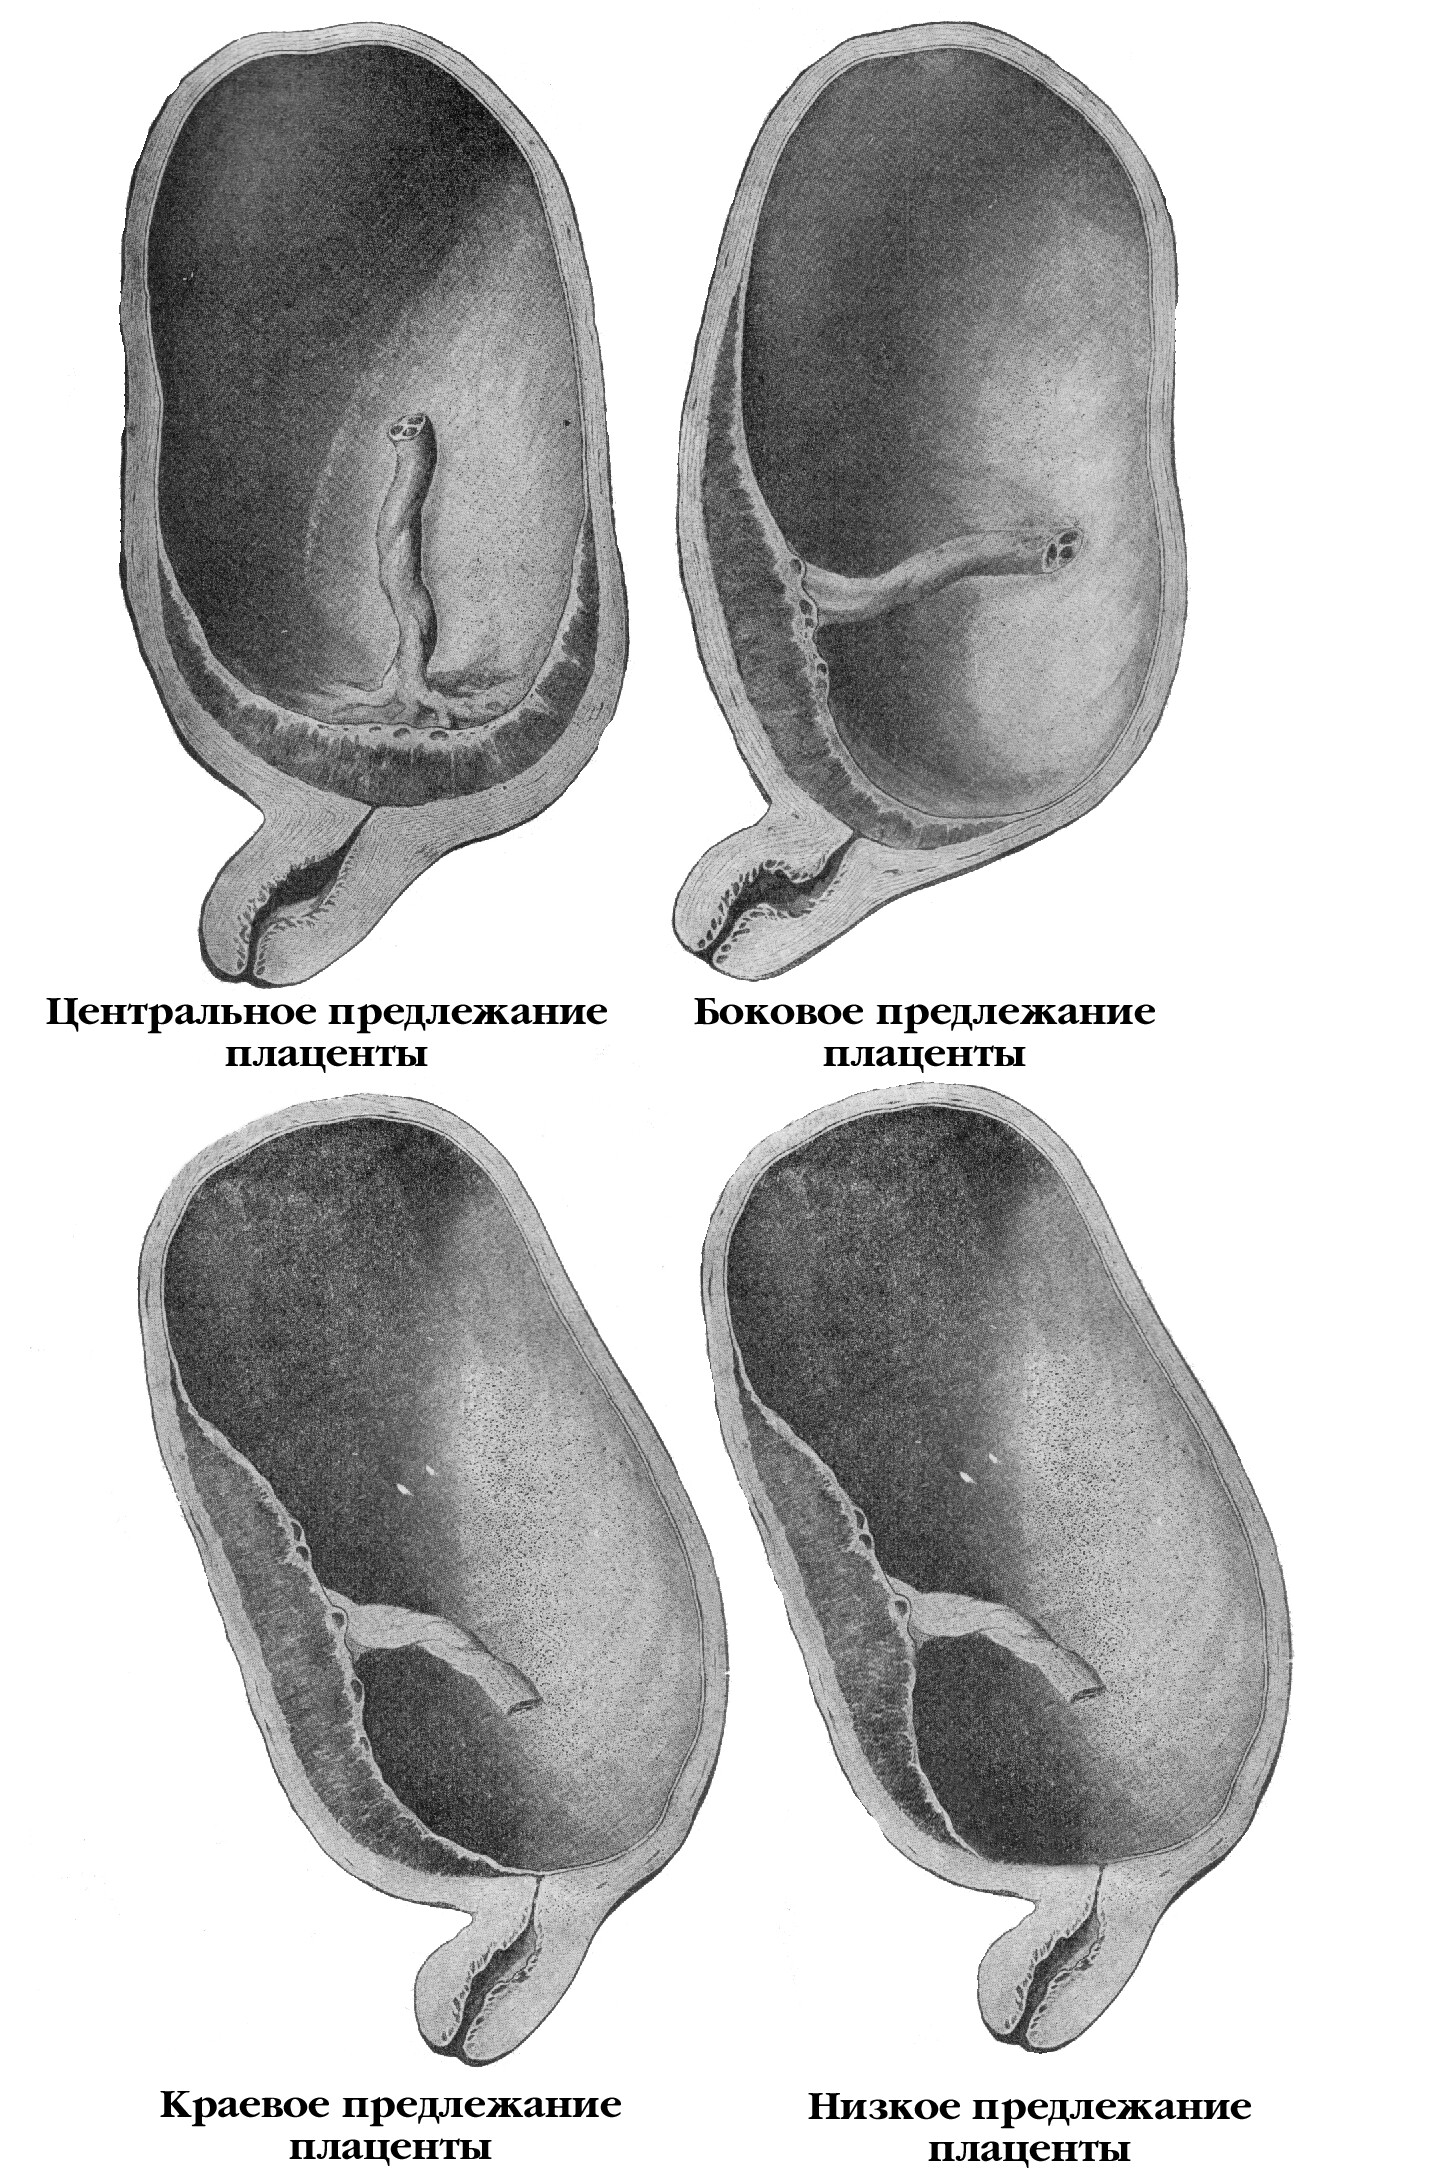 Центральное предлежание
плаценты
Боковое предлежание
плаценты
Краевое предлежание
плаценты
Низкое предлежание
плаценты